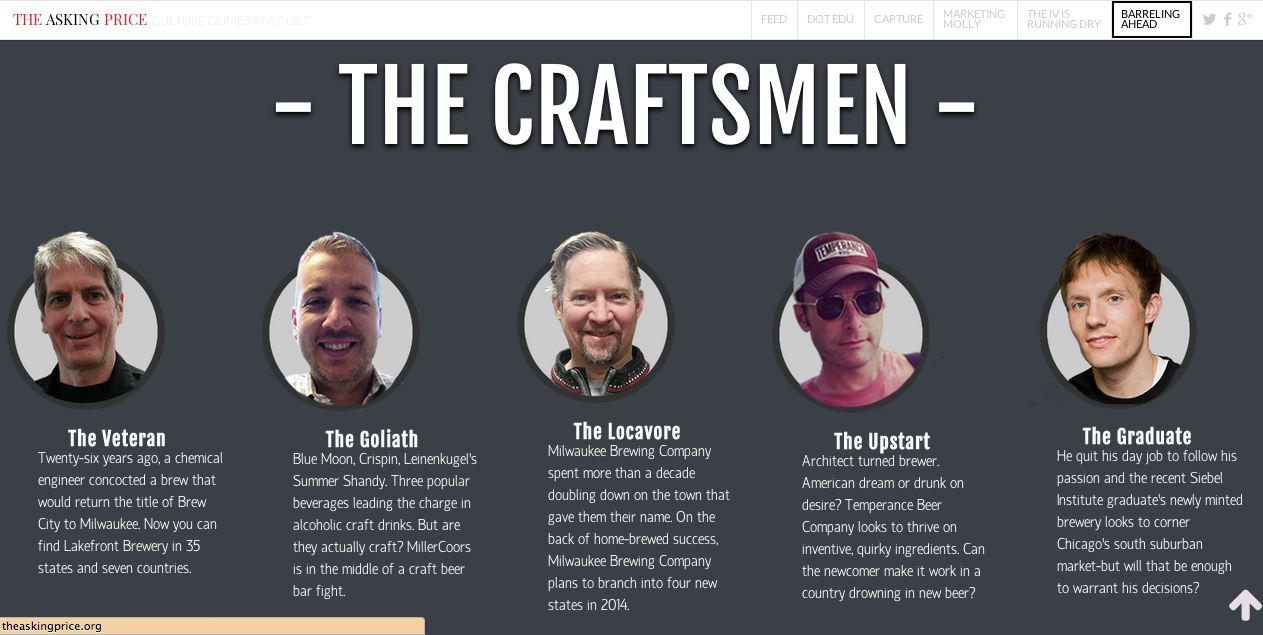 THE ASKING PRICE CULTURE COMES AT A COST
FEED
DOT EDU
CAPTURE
MARKETING
MOLLY
THE IV IS
RUNNING DRY
BARRELING
AHEAD
– THE CRAFTSMEN –
TEMPERANCE
The Veteran
Twenty-six years ago, a chemical
engineer concocted a brew that
would return the title of Brew
City to Milwaukee. Now you can
find Lakefront Brewery in 35
states and seven countries.
The Goliath
Blue Moon, Crispin, Leinenkugel's
Summer Shandy. Three popular
beverages leading the charge in
alcoholic craft drinks. But are
they actually craft? MillerCoors
is in the middle of a craft beer
bar fight.
The Locavore
Milwaukee Brewing Company
spent more than a decade
doubling down on the town that
gave them their name. On the
back of home-brewed success,
Milwaukee Brewing Company
plans to branch into four new
states in 2014.
The Upstart
Architect turned brewer.
American dream or drunk on
desire? Temperance Beer
Company looks to thrive on
inventive, quirky ingredients. Can
the newcomer make it work in a
country drowning in new beer?
The Graduate
He quit his day job to follow his
passion and the recent Siebel
Institute graduate's newly minted
brewery looks to corner
Chicago's south suburban
market-but will that be enough
to warrant his decisions?
theaskingprice.org